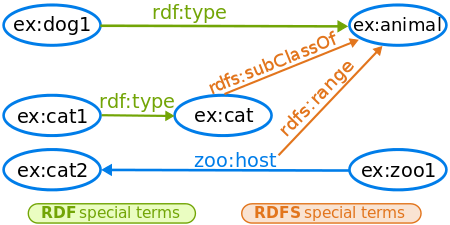 rdf:type
ex:dog1
ex:animal
rdfs:subClassOf
rdfs:range
rdf:type
ex:cat1
ex:cat
zoo:host
ex:cat2
ex:zoo1
RDF special terms
RDFS special terms